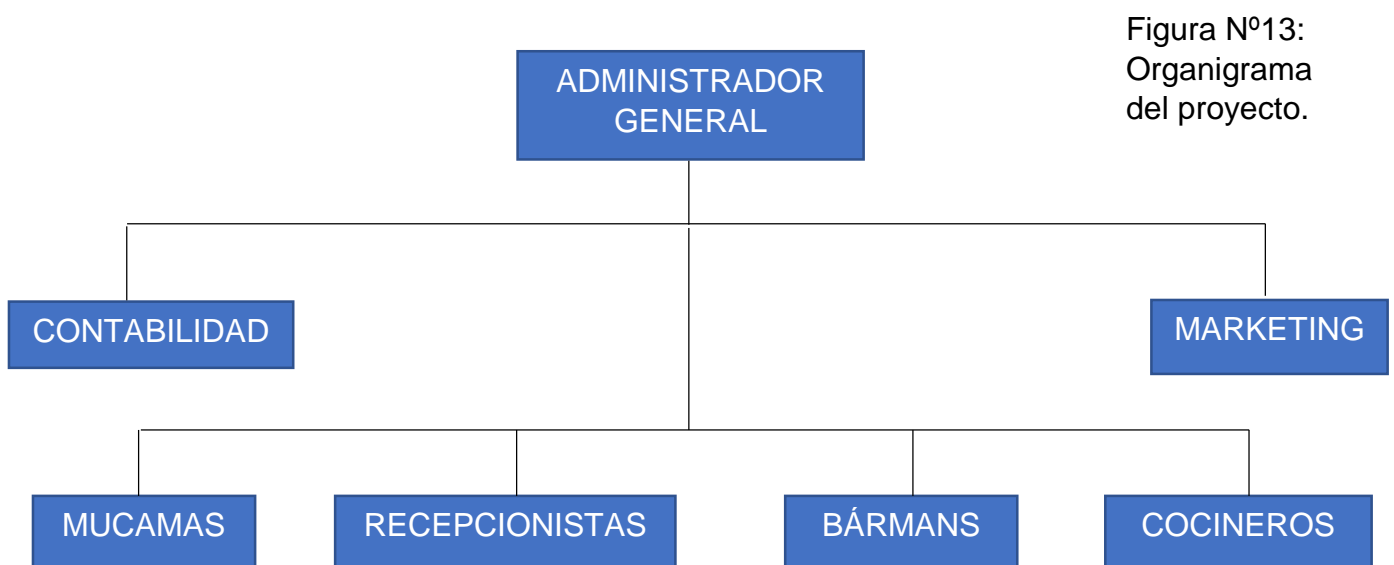 Figura Nº13:
Organigrama
del proyecto.
ADMINISTRADOR
GENERAL
CONTABILIDAD
MARKETING
MUCAMAS
RECEPCIONISTAS
BÁRMANS
COCINEROS